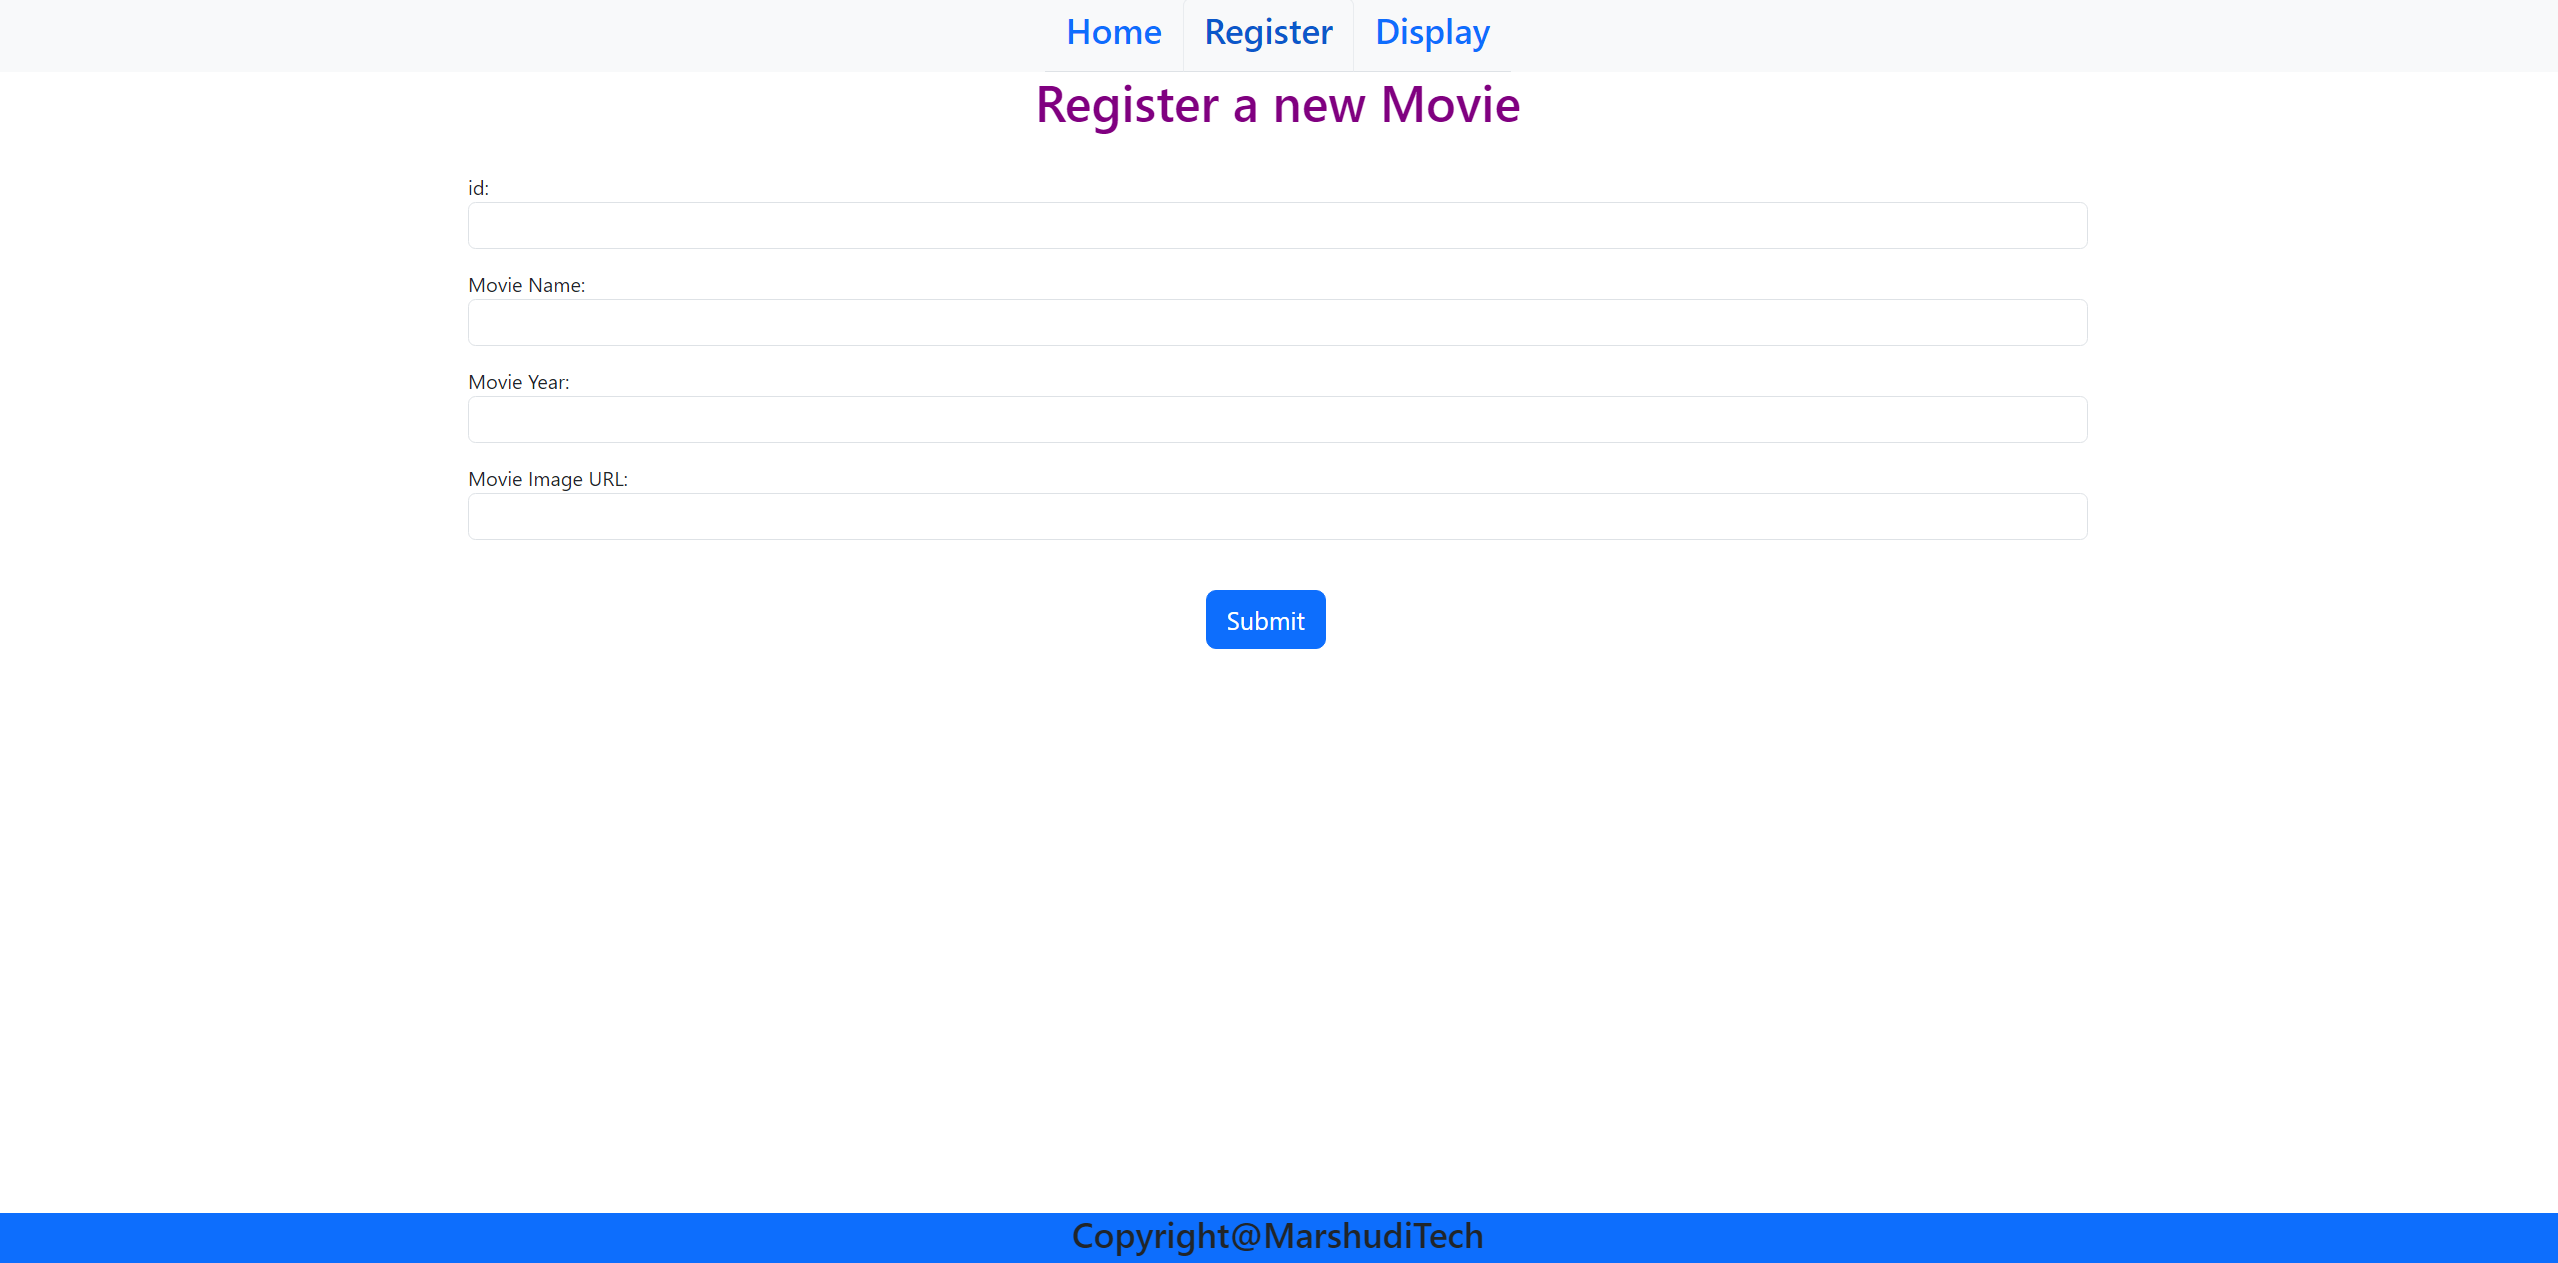 Home Register Display
Register a new Movie
id:
Movie Name:
Movie Year:
Movie Image URL:
Submit
Copyright@MarshudiTech